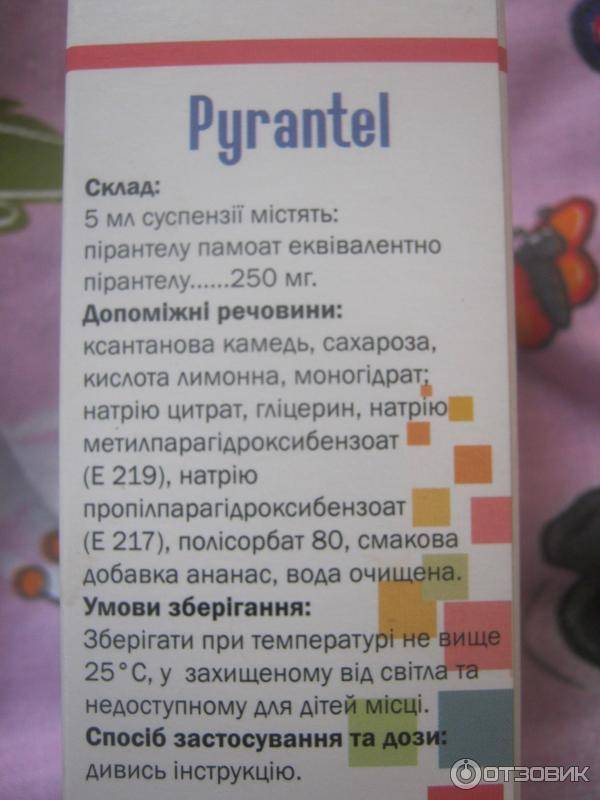 Pyrantel
Склад:
5 мл суспензії містять:
пірантелу памоат еквівалентно
пірантелу......250 мг.
Допоміжні речовини:
ксантанова камедь, сахароза,
кислота лимонна, моногідрат;
натрію цитрат, гліцерин, натрію
метилпарагідроксибензоат
(Е 219), натрію
пропілпарагідроксибензоат
(Е 217), полісорбат 80, смакова
добавка ананас, вода очищена.
Умови зберігання:
Зберігати при температурі не вище
25°С, у захищеному від світла та
недоступному для дітей місці.
Спосіб застосування та дози:
дивись інструкцію.
ОТЗОВИК